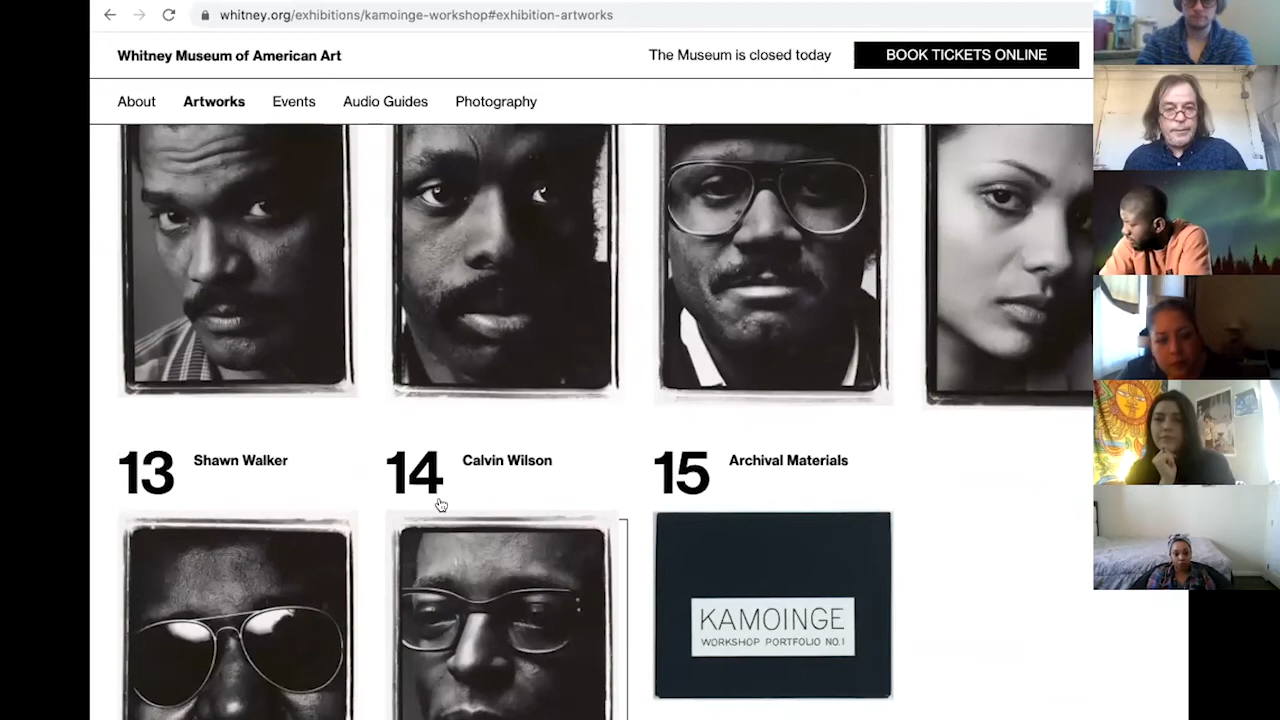 whitney.org/exhibitions/kamoinge-workshop#exhibition-artworks
Whitney Museum of American Art
The Museum is closed today
BOOK TICKETS ONLINE
About Artworks Events Audio Guides Photography
13 Shawn Walker
14 Calvin Wilson
15 Archival Materials
KAMOINGE
WORKSHOP PORTFOLIO NO.1